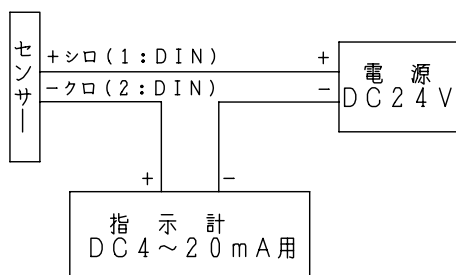 センサー
+シロ(1:DIN)
+
-クロ(2:DIN)
-
電源
DC24V
+
-
指示計
DC4~20mA用